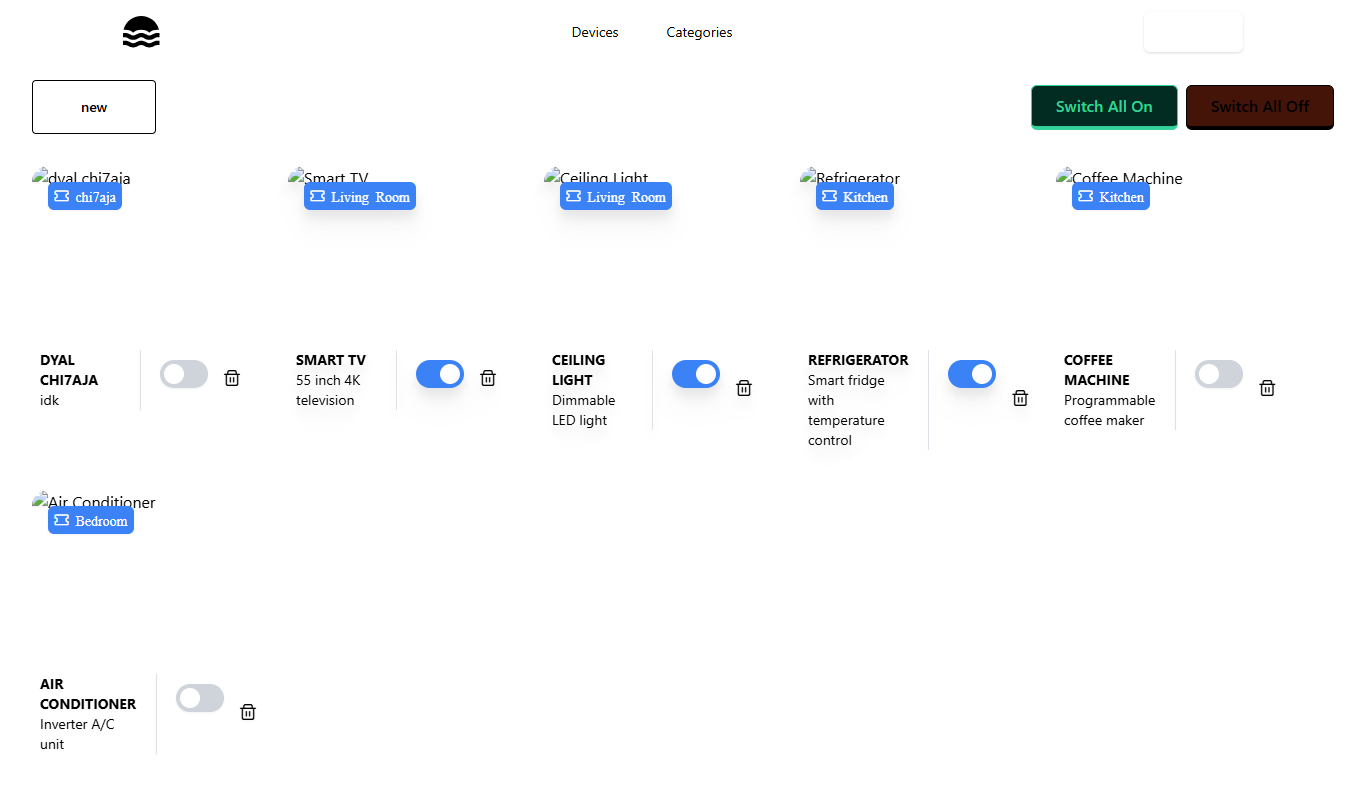 Devices
Categories
new
Switch All On
Switch All Off
dyal chi7aja
chi7aja
Smart TV
Living Room
Ceiling Light
Living Room
Refrigerator
Kitchen
Coffee Machine
Kitchen
DYAL
CHI7AJA
idk
SMART TV
55 inch 4K
television
CEILING
LIGHT
Dimmable
LED light
REFRIGERATOR
Smart fridge
with
temperature
control
COFFEE
MACHINE
Programmable
coffee maker
Air Conditioner
Bedroom
AIR
CONDITIONER
Inverter A/C
unit